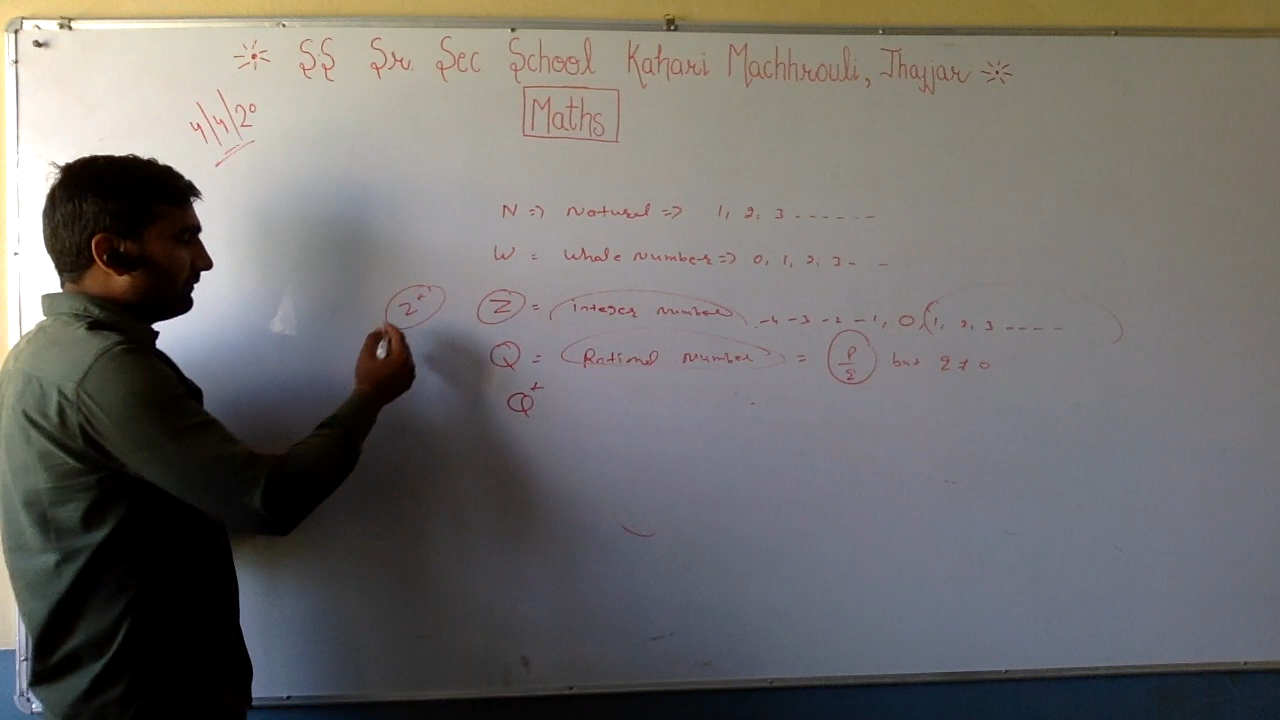 SS Sr. Sec School Kahari Machhrouli, Jhajjar
Maths
4/4/20
N => Natural => 1, 2, 3 ------
W = Whole Number => 0, 1, 2, 3 - -
Z+ Z = integer number -4 -3 -2 -1, 0, 1, 2, 3 ----
Q = Rational Number = P/q but q ≠ 0
Q+